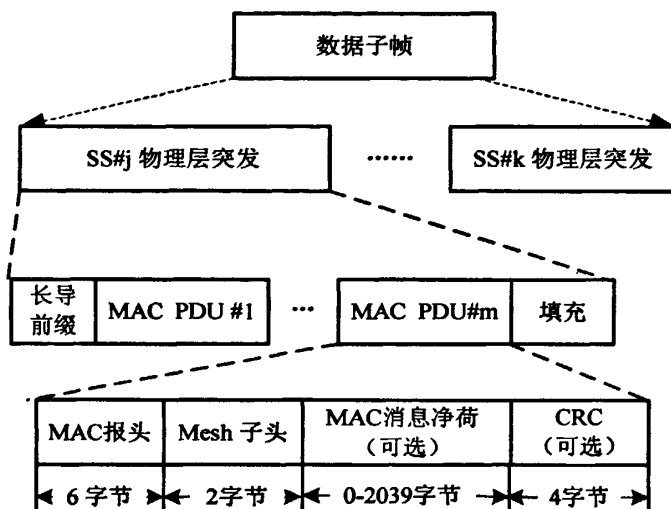 数据子帧
SS#j 物理层突发
……
SS#k 物理层突发
长导
前缀
MAC PDU #1
…
MAC PDU#m
填充
MAC报头
Mesh 子头
MAC消息净荷
（可选）
CRC
（可选）
6 字节
2字节
0-2039字节
4字节